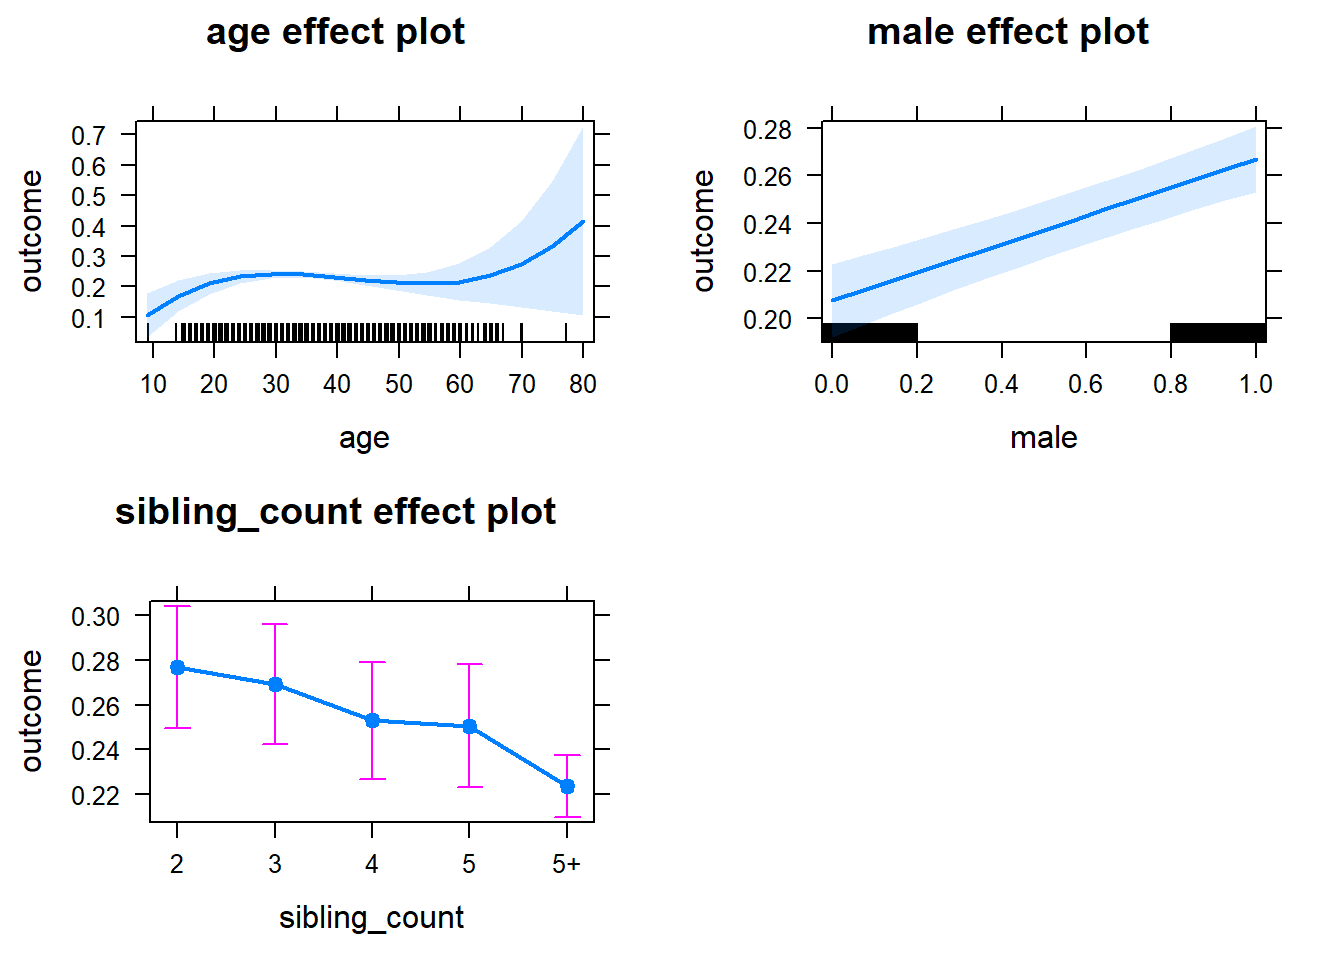 age effect plot
outcome
0.7
0.6
0.5
0.4
0.3
0.2
0.1
10 20 30 40 50 60 70 80
age
male effect plot
outcome
0.28
0.26
0.24
0.22
0.20
0.0 0.2 0.4 0.6 0.8 1.0
male
sibling_count effect plot
outcome
0.30
0.28
0.26
0.24
0.22
2 3 4 5 5+
sibling_count